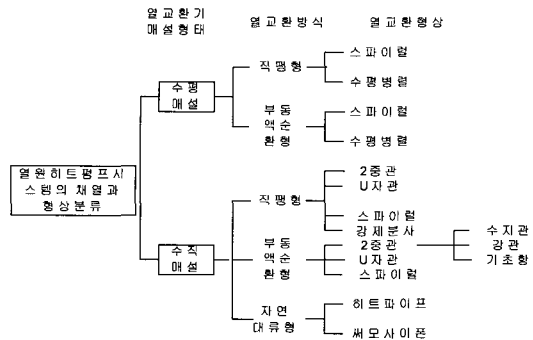 열교환기
매설형태
열교환방식
열교환형상
수평
매설
직팽형
스파이럴
수평병렬
부동
액순
환형
스파이럴
수평병렬
열원히트펌프시
스템의 채열과
형상분류
수직
매설
직팽형
2중관
U자관
스파이럴
강제분사
부동
액순
환형
2중관
U자관
스파이럴
수지관
강관
기초항
자연
대류형
히트파이프
써모사이폰